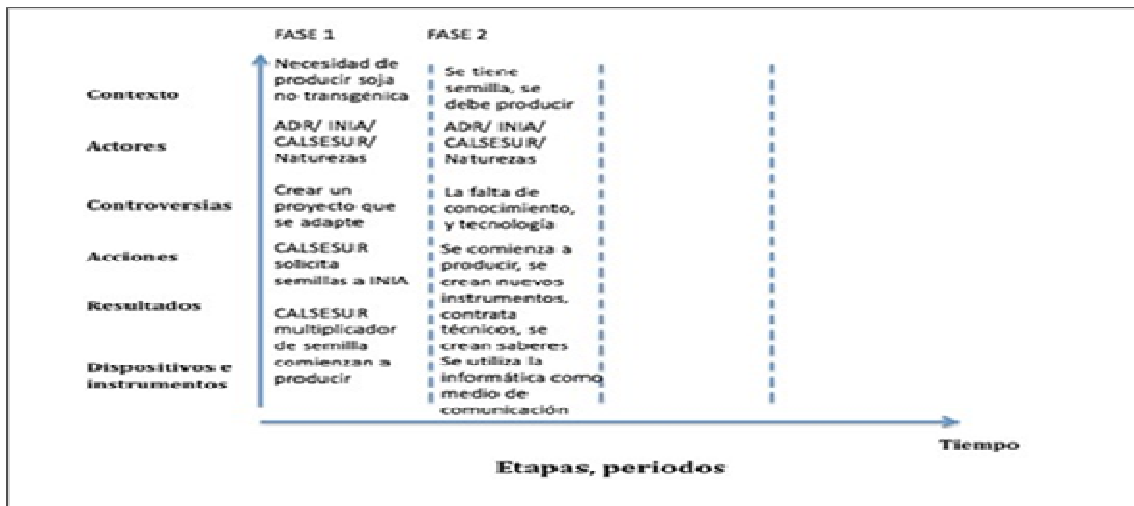 FASE 1
FASE 2
Contexto
Necesidad de
producir soja
no transgénica
Se tiene
semilla, se
debe producir
Actores
ADR/ INIA/
CALSESUR/
Naturezas
ADR/ INIA/
CALSESUR/
Naturezas
Controversias
Crear un
proyecto que
se adapte
La falta de
conocimiento,
y tecnología
Acciones
CALSESUR
solicita
semillas a INIA
Se comienza a
producir, se
crean nuevos
instrumentos,
contrata
técnicos, se
crean saberes
Resultados
CALSESUR
multiplicador
de semilla
comienzan a
producir
Dispositivos e
instrumentos
Se utiliza la
informática como
medio de
comunicación
Tiempo
Etapas, periodos